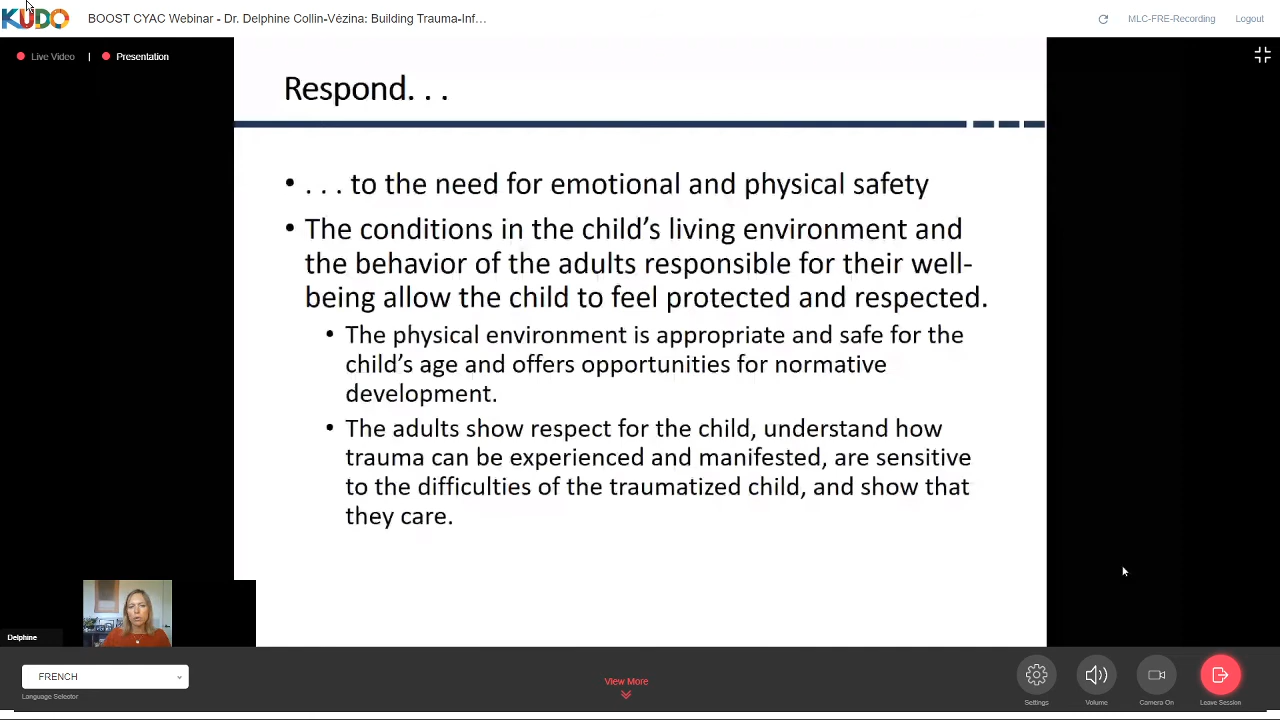 KUDO
BOOST CYAC Webinar - Dr. Delphine Collin-Vézina: Building Trauma-Inf...
MLC-FRE-Recording
Logout
Live Video | Presentation
Respond. . .
• . . . to the need for emotional and physical safety
• The conditions in the child’s living environment and
the behavior of the adults responsible for their well-
being allow the child to feel protected and respected.
• The physical environment is appropriate and safe for the
child’s age and offers opportunities for normative
development.
• The adults show respect for the child, understand how
trauma can be experienced and manifested, are sensitive
to the difficulties of the traumatized child, and show that
they care.
Delphine
FRENCH
Language Selector
View More
Settings
Volume
Camera On
Leave Session